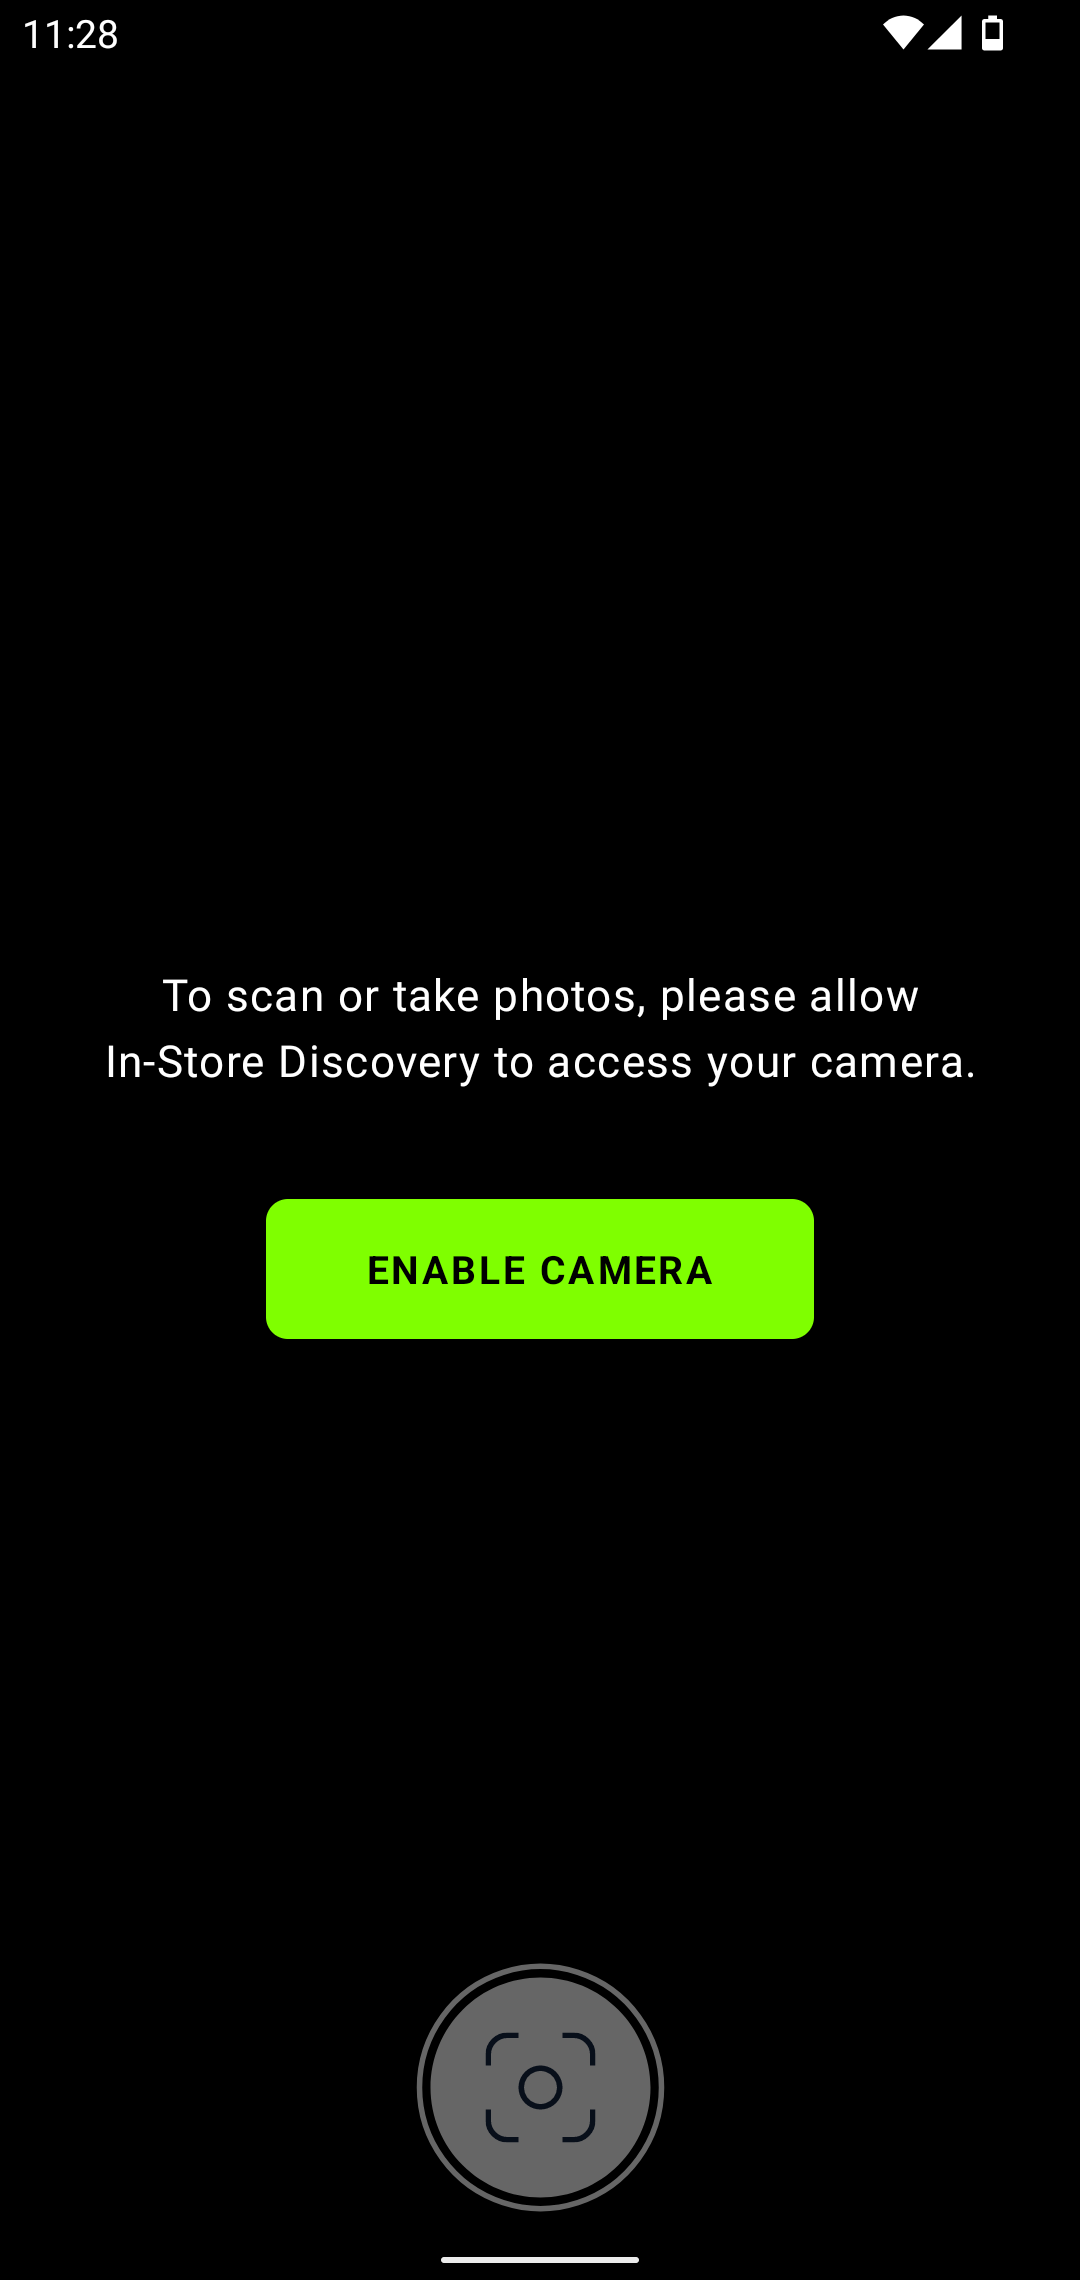 11:28
To scan or take photos, please allow
In-Store Discovery to access your camera.
ENABLE CAMERA